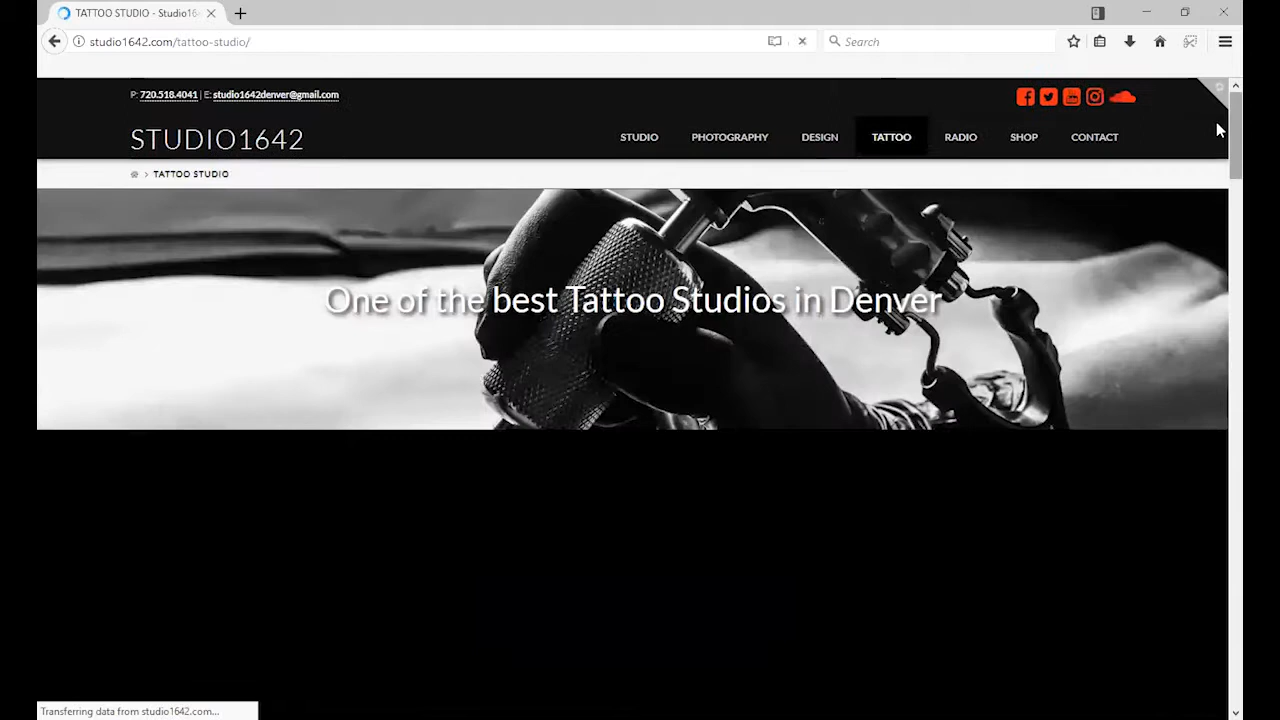 TATTOO STUDIO - Studio16
studio1642.com/tattoo-studio/
Search
P: 720.518.4041 | E: studio1642denver@gmail.com
STUDIO1642
STUDIO PHOTOGRAPHY DESIGN TATTOO RADIO SHOP CONTACT
TATTOO STUDIO
One of the best Tattoo Studios in Denver
Transferring data from studio1642.com...